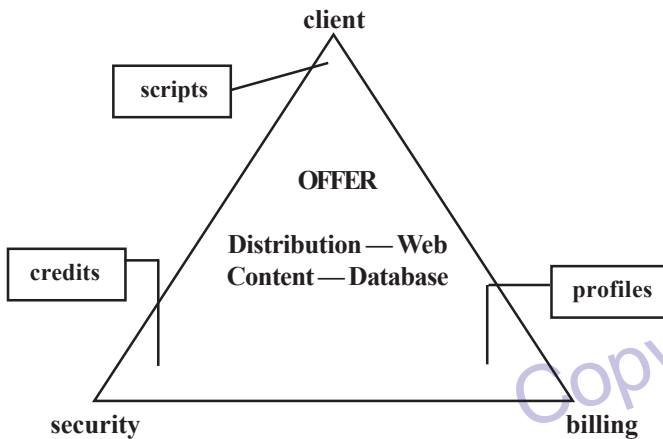 client
scripts
OFFER
Distribution — Web
Content — Database
credits
profiles
security
billing